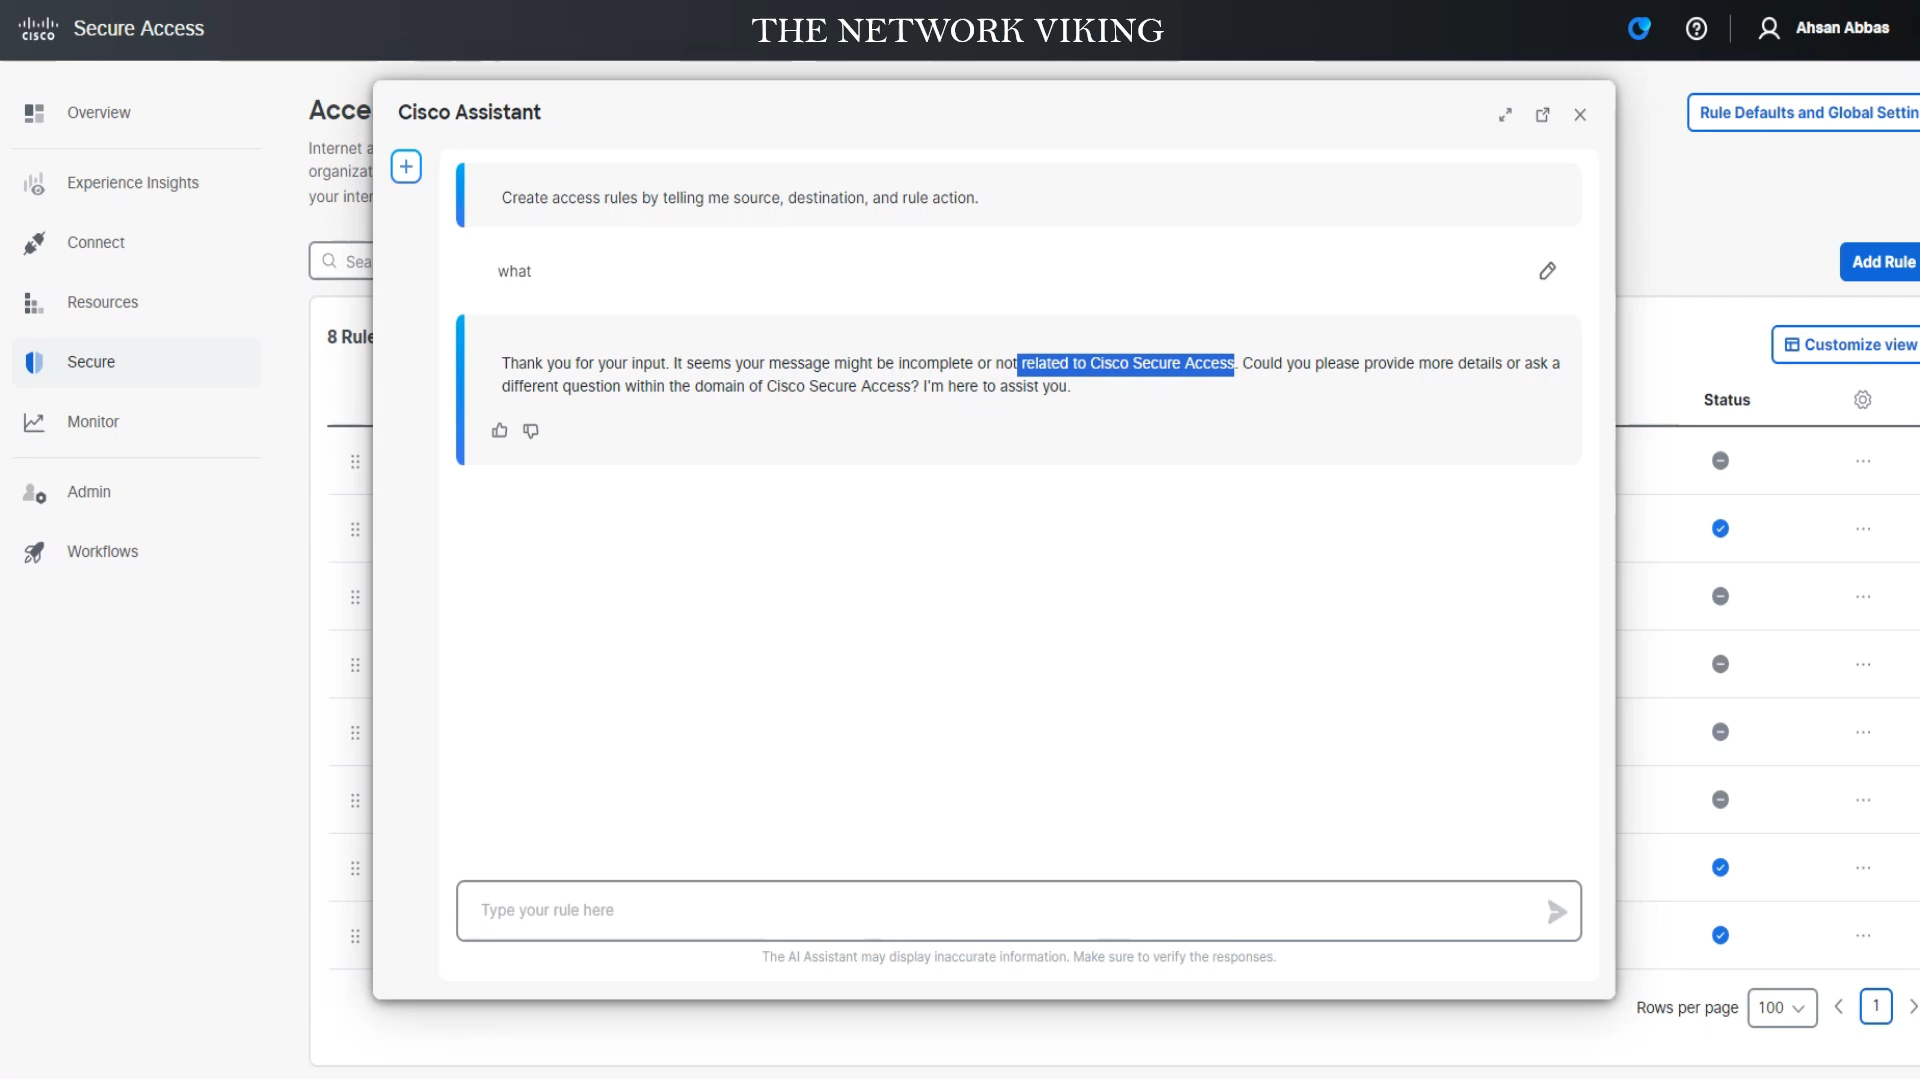 CISCO Secure Access
THE NETWORK VIKING
Ahsan Abbas
Overview
Experience Insights
Connect
Resources
Secure
Monitor
Admin
Workflows
Acce
Internet a
organizat
your inter
Rule Defaults and Global Settin
Sea
Add Rule
8 Rule
Customize view
Status
Cisco Assistant
Create access rules by telling me source, destination, and rule action.
what
Thank you for your input. It seems your message might be incomplete or not related to Cisco Secure Access. Could you please provide more details or ask a
different question within the domain of Cisco Secure Access? I'm here to assist you.
Type your rule here
The AI Assistant may display inaccurate information. Make sure to verify the responses.
Rows per page 100 1